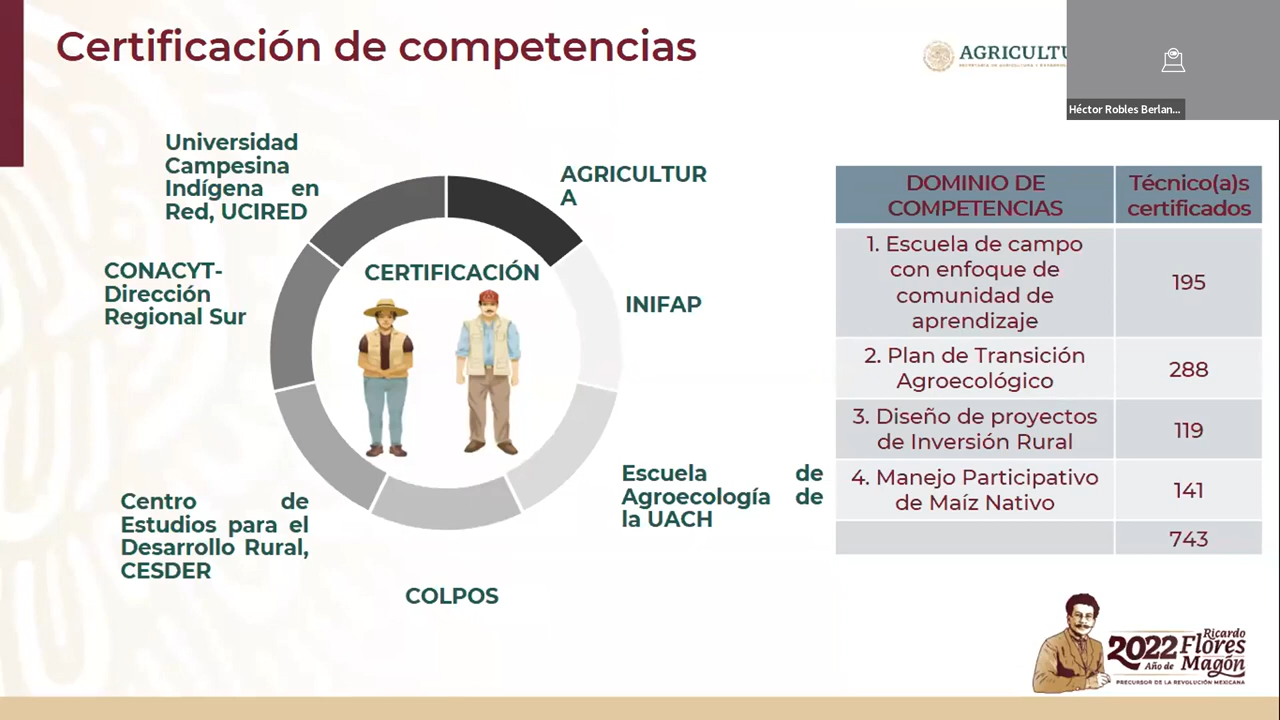 Certificación de competencias
Héctor Robles Berlan...
Universidad
Campesina
Indígena en
Red, UCIRED
AGRICULTUR
A
CONACYT-
Dirección
Regional Sur
CERTIFICACIÓN
INIFAP
Escuela de
Agroecología de
la UACH
Centro de
Estudios para el
Desarrollo Rural,
CESDER
COLPOS
DOMINIO DE
COMPETENCIAS
Técnico(a)s
certificados
1. Escuela de campo
con enfoque de
comunidad de
aprendizaje
195
2. Plan de Transición
Agroecológico
288
3. Diseño de proyectos
de Inversión Rural
119
4. Manejo Participativo
de Maíz Nativo
141
743
2022 Ricardo
Flores
Año de Magón
PRECURSOR DE LA REVOLUCIÓN MEXICANA